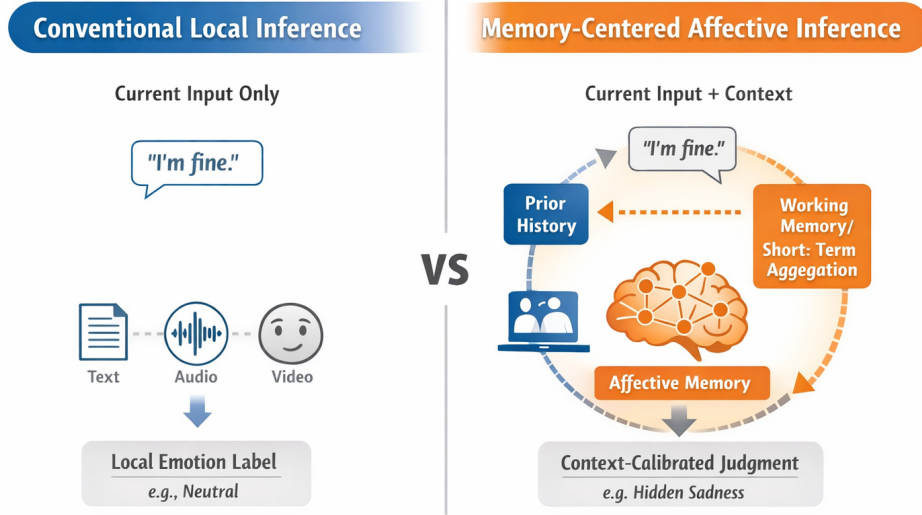 Conventional Local Inference
Current Input Only
"I'm fine."
Text
Audio
Video
Local Emotion Label
e.g., Neutral
VS
Memory-Centered Affective Inference
Current Input + Context
"I'm fine."
Prior
History
Working
Memory/
Short: Term
Aggegation
Affective Memory
Context-Calibrated Judgment
e.g. Hidden Sadness